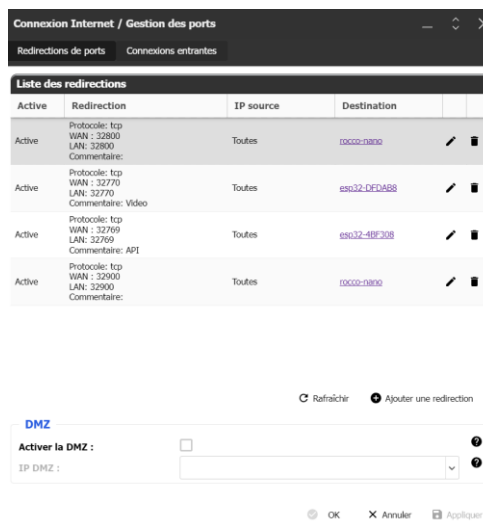 Connexion Internet / Gestion des ports
Redirections de ports Connexions entrantes
Liste des redirections
Active Redirection IP source Destination
Protocole: tcp
WAN : 32800
Active Toutes rocco-nano
LAN: 32800
Commentaire:
Protocole: tcp
WAN : 32770
Active Toutes esp32-DFDAB8
LAN: 32770
Commentaire: Video
Protocole: tcp
WAN : 32769
Active Toutes esp32-4BF308
LAN: 32769
Commentaire: API
Protocole: tcp
WAN : 32900
Active Toutes rocco-nano
LAN: 32900
Commentaire:
Rafraîchir Ajouter une redirection
DMZ
Activer la DMZ :
IP DMZ :
OK Annuler Appliquer